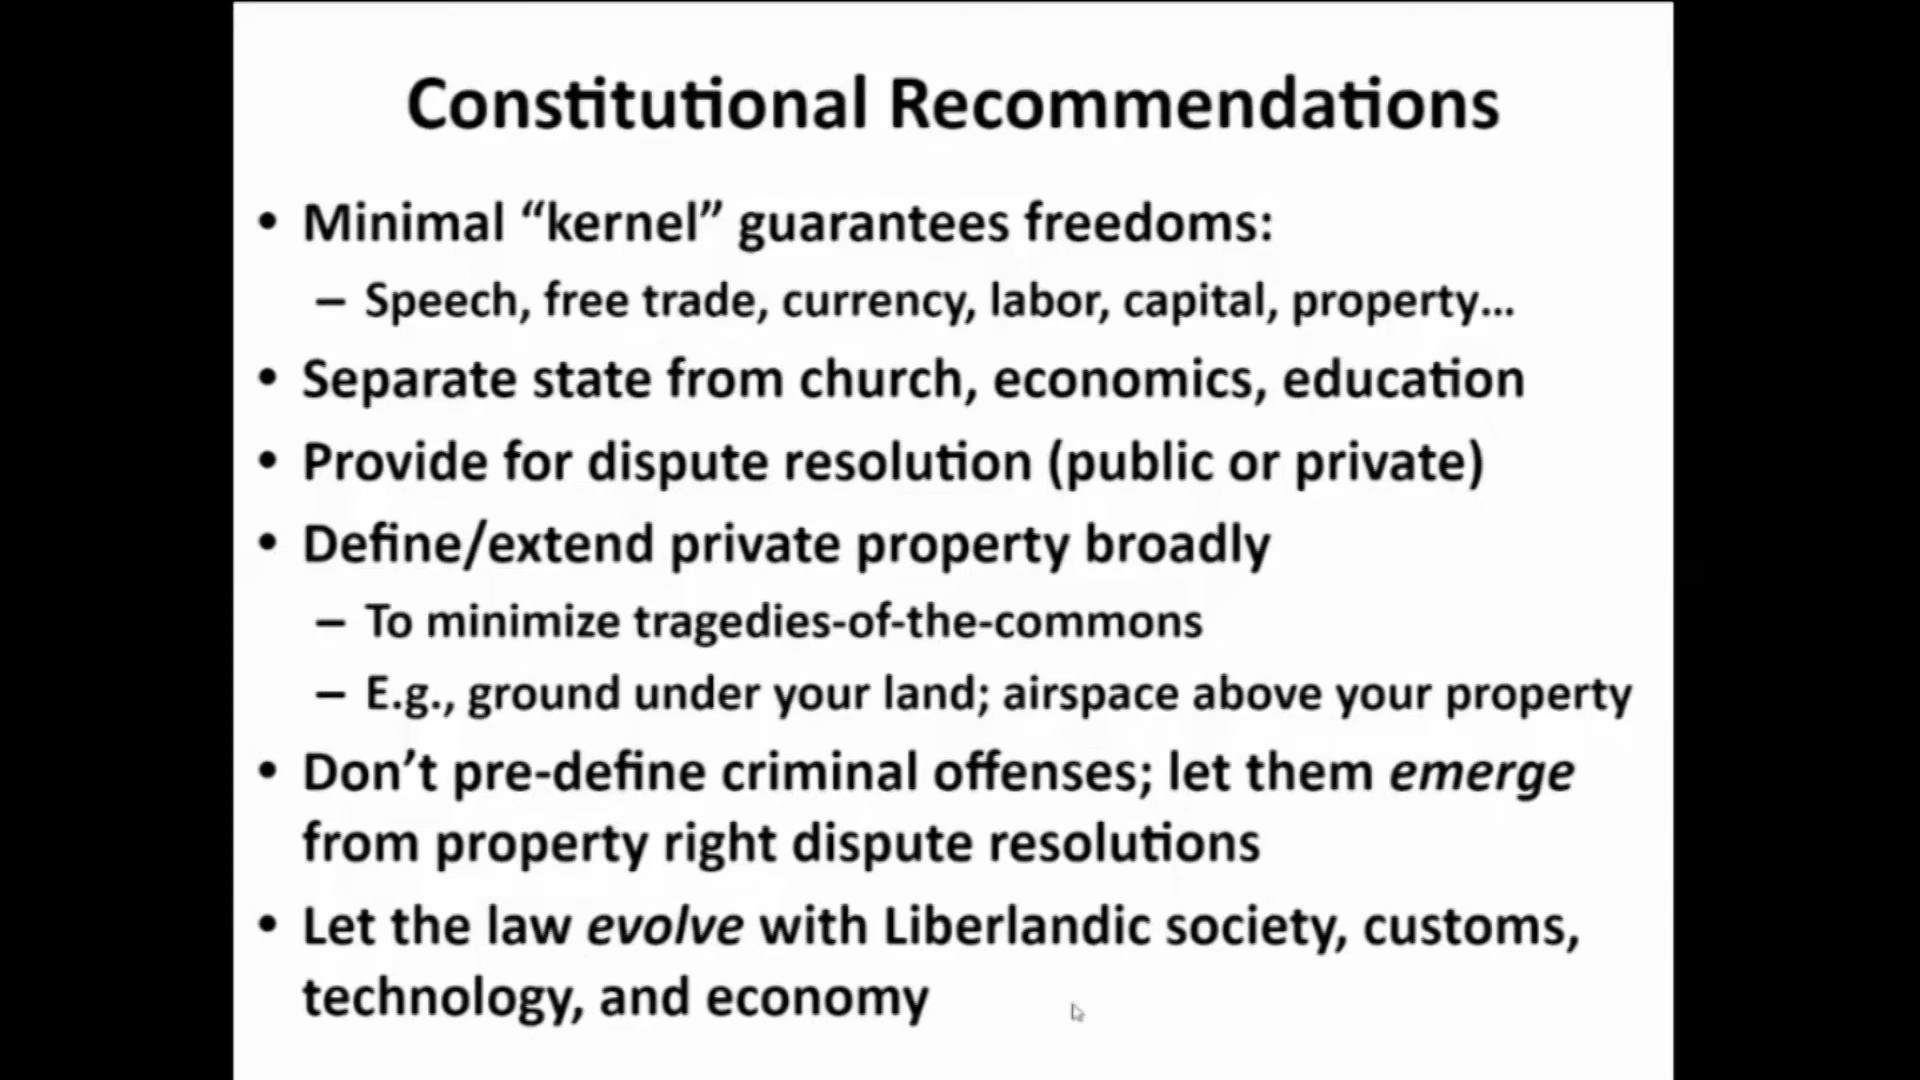 Constitutional Recommendations
• Minimal “kernel” guarantees freedoms:
– Speech, free trade, currency, labor, capital, property...
• Separate state from church, economics, education
• Provide for dispute resolution (public or private)
• Define/extend private property broadly
– To minimize tragedies-of-the-commons
– E.g., ground under your land; airspace above your property
• Don’t pre-define criminal offenses; let them emerge
from property right dispute resolutions
• Let the law evolve with Liberlandic society, customs,
technology, and economy